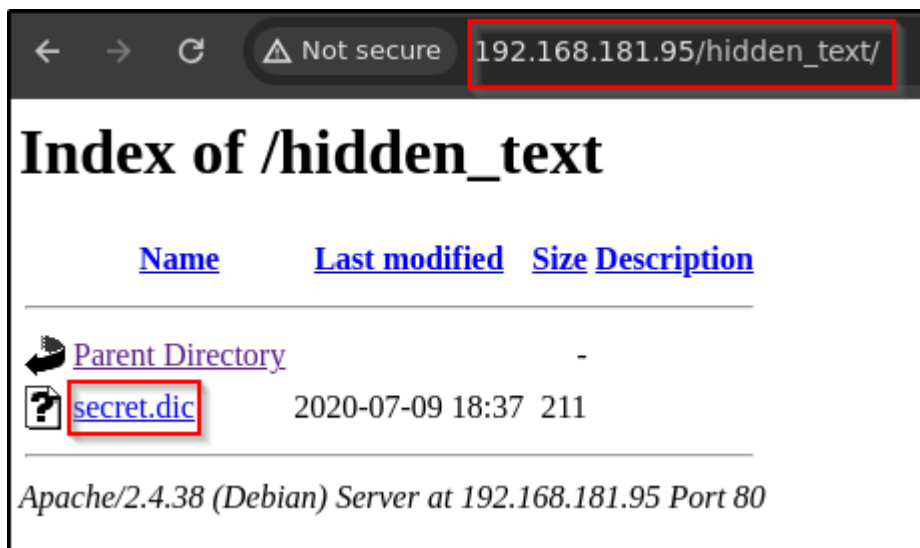 Not secure 192.168.181.95/hidden_text/
Index of /hidden_text
Name Last modified Size Description
Parent Directory -
secret.dic 2020-07-09 18:37 211
Apache/2.4.38 (Debian) Server at 192.168.181.95 Port 80